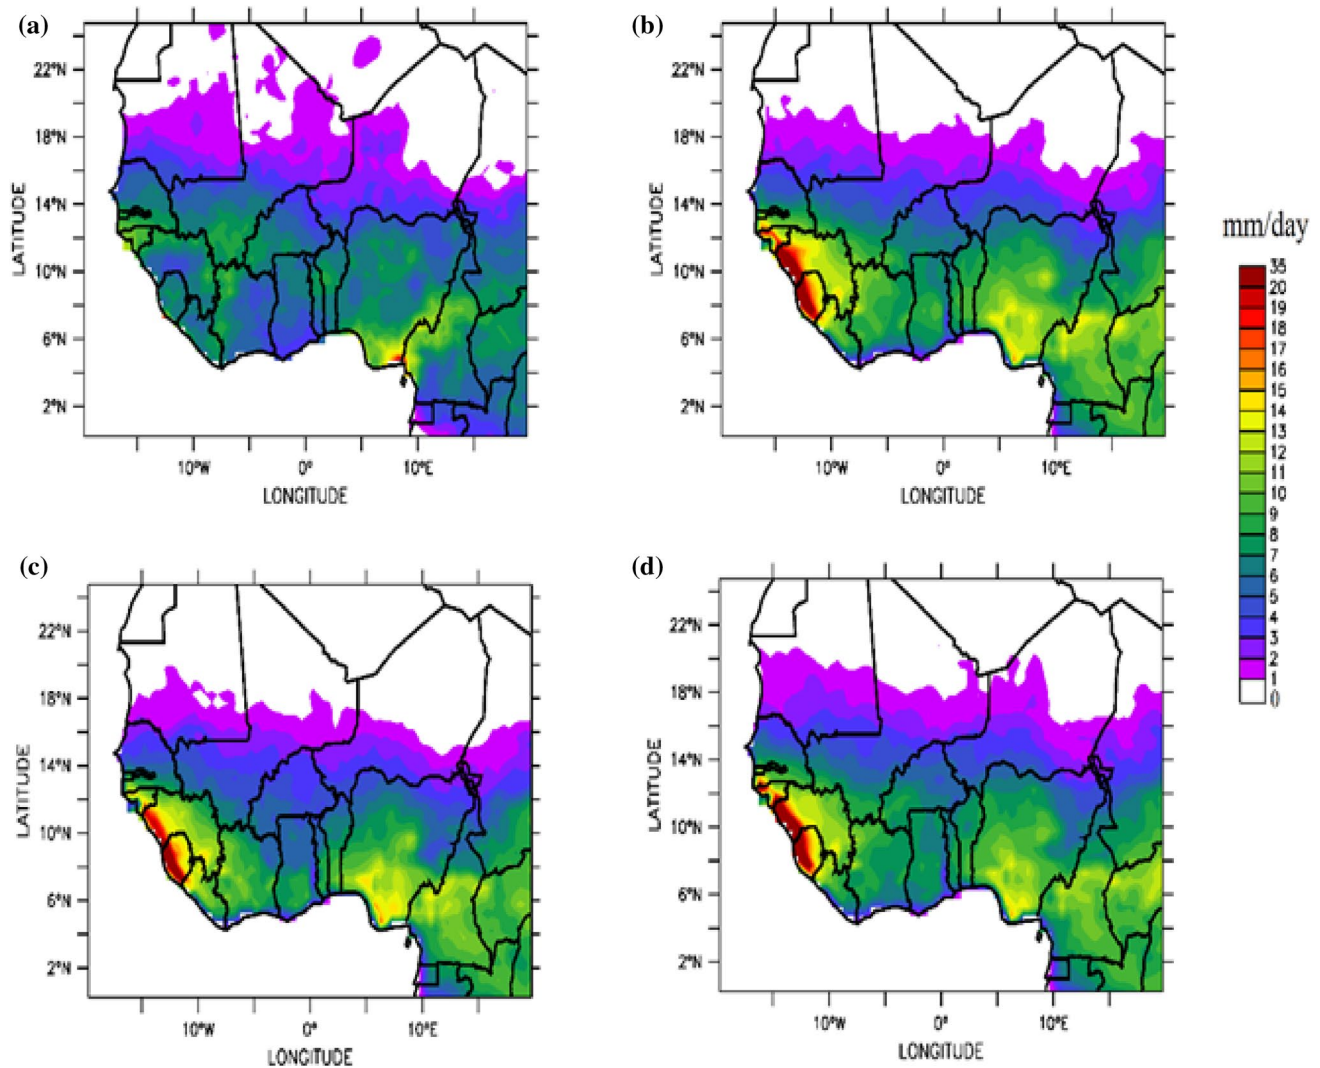 (a)
22°N
18°N
14°N
10°N
6°N
2°N
LATITUDE
10°W 0° 10°E
LONGITUDE
(b)
22°N
18°N
14°N
10°N
6°N
2°N
LATITUDE
10°W 0° 10°E
LONGITUDE
mm/day
35
20
19
18
17
16
15
14
13
12
11
10
9
8
7
6
5
4
3
2
1
0
(c)
22°N
18°N
14°N
10°N
6°N
2°N
LATITUDE
10°W 0° 10°E
LONGITUDE
(d)
22°N
18°N
14°N
10°N
6°N
2°N
LATITUDE
10°W 0° 10°E
LONGITUDE